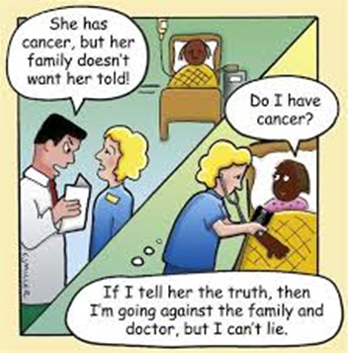 She has
cancer, but her
family doesn't
want her told!
Do I have
cancer?
If I tell her the truth, then
I'm going against the family and
doctor, but I can't lie.